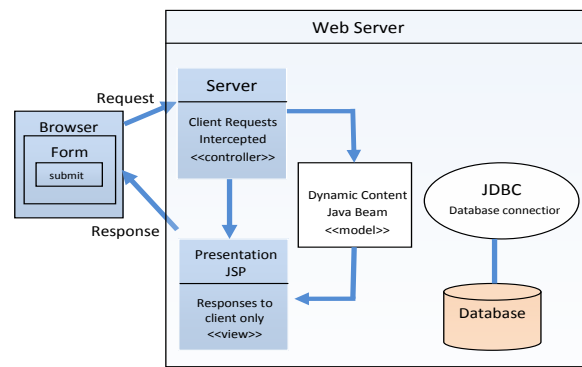 Web Server
Server
Client Requests
Intercepted
<<controller>>
Request
Browser
Form
submit
Response
Dynamic Content
Java Beam
<<model>>
JDBC
Database connectior
Presentation
JSP
Responses to
client only
<<view>>
Database